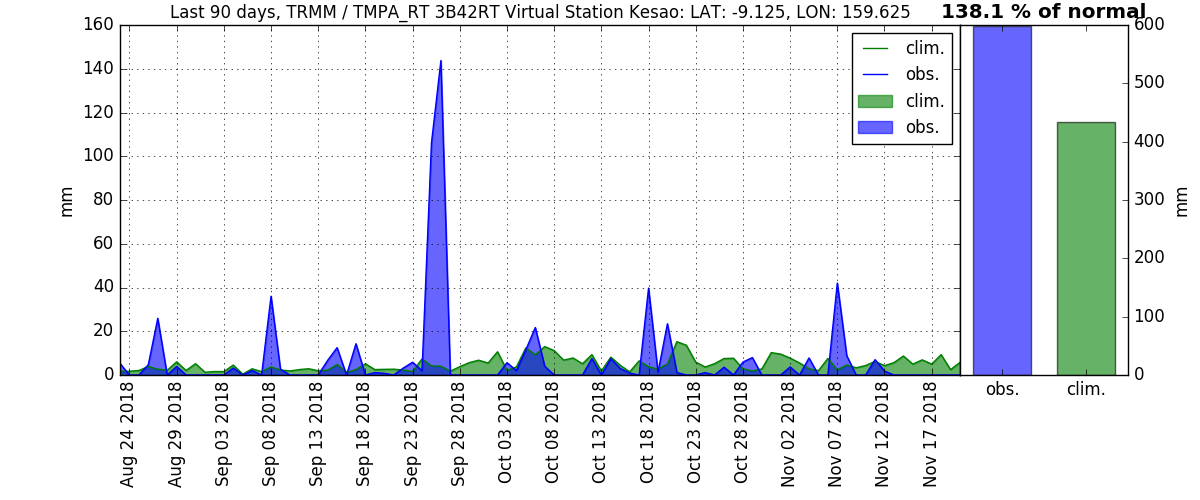 Last 90 days, TRMM / TMPA_RT 3B42RT Virtual Station Kesao: LAT: -9.125, LON: 159.625
138.1 % of normal
160
140
120
100
80
60
40
20
0
mm
clim.
obs.
clim.
obs.
600
500
400
300
200
100
0
mm
Aug 24 2018
Aug 29 2018
Sep 03 2018
Sep 08 2018
Sep 13 2018
Sep 18 2018
Sep 23 2018
Sep 28 2018
Oct 03 2018
Oct 08 2018
Oct 13 2018
Oct 18 2018
Oct 23 2018
Oct 28 2018
Nov 02 2018
Nov 07 2018
Nov 12 2018
Nov 17 2018
obs.
clim.